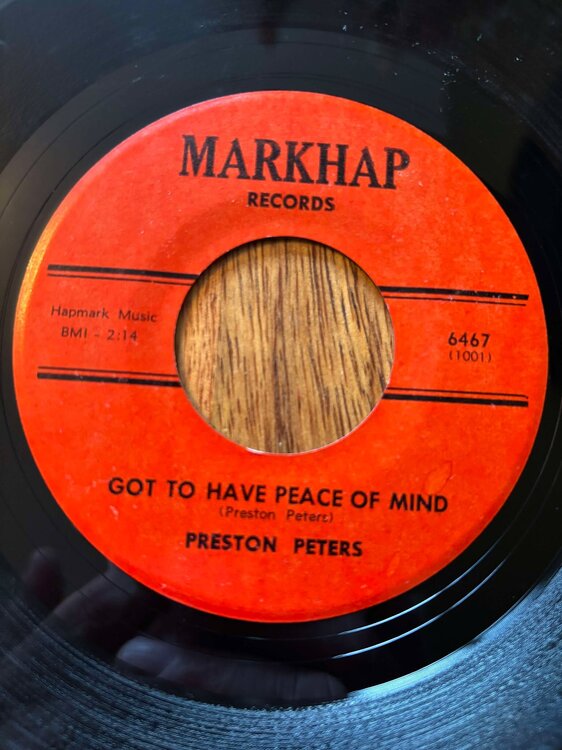 MARKHAP
RECORDS
Hapmark Music
BMI - 2:14
6467
(1001)
GOT TO HAVE PEACE OF MIND
(Preston Peters)
PRESTON PETERS